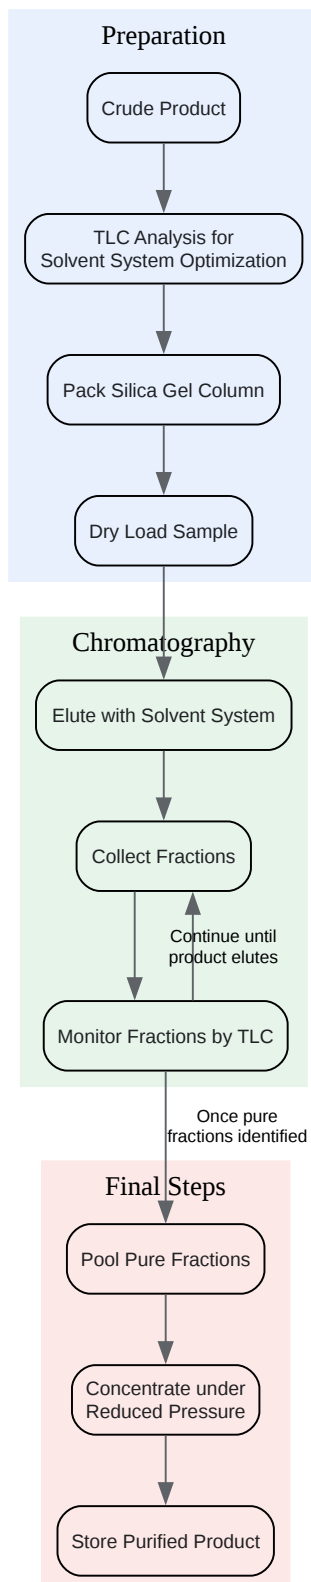 Preparation
Crude Product
TLC Analysis for
Solvent System Optimization
Pack Silica Gel Column
Dry Load Sample
Chromatography
Elute with Solvent System
Collect Fractions
Continue until
product elutes
Monitor Fractions by TLC
Once pure
fractions identified
Final Steps
Pool Pure Fractions
Concentrate under
Reduced Pressure
Store Purified Product